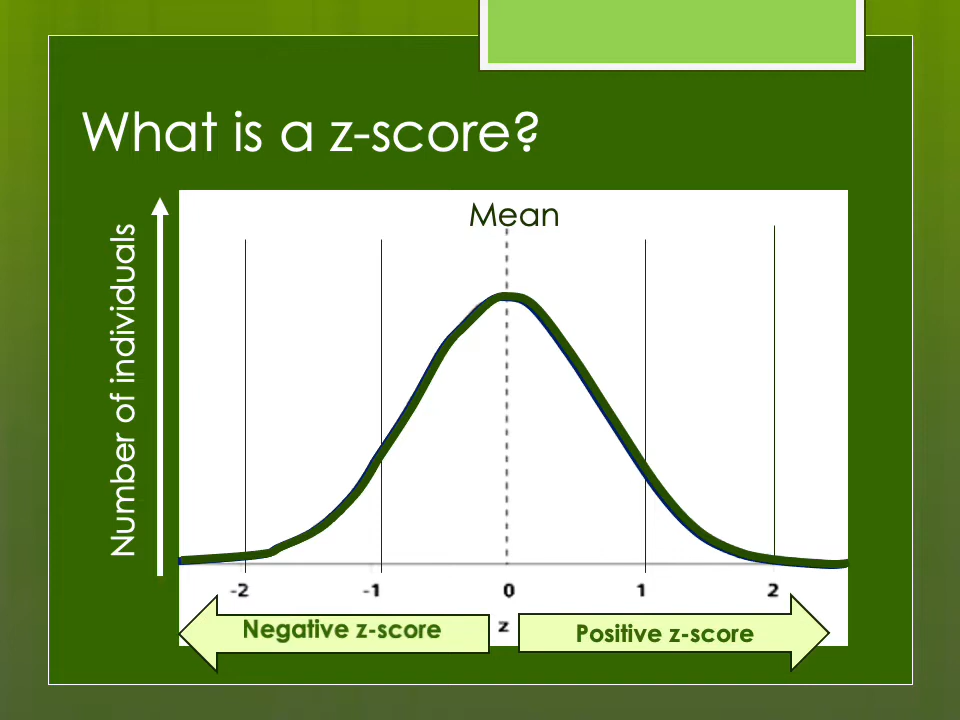 What is a z-score?
Mean
Number of individuals
-2 -1 0 1 2
Negative z-score z Positive z-score